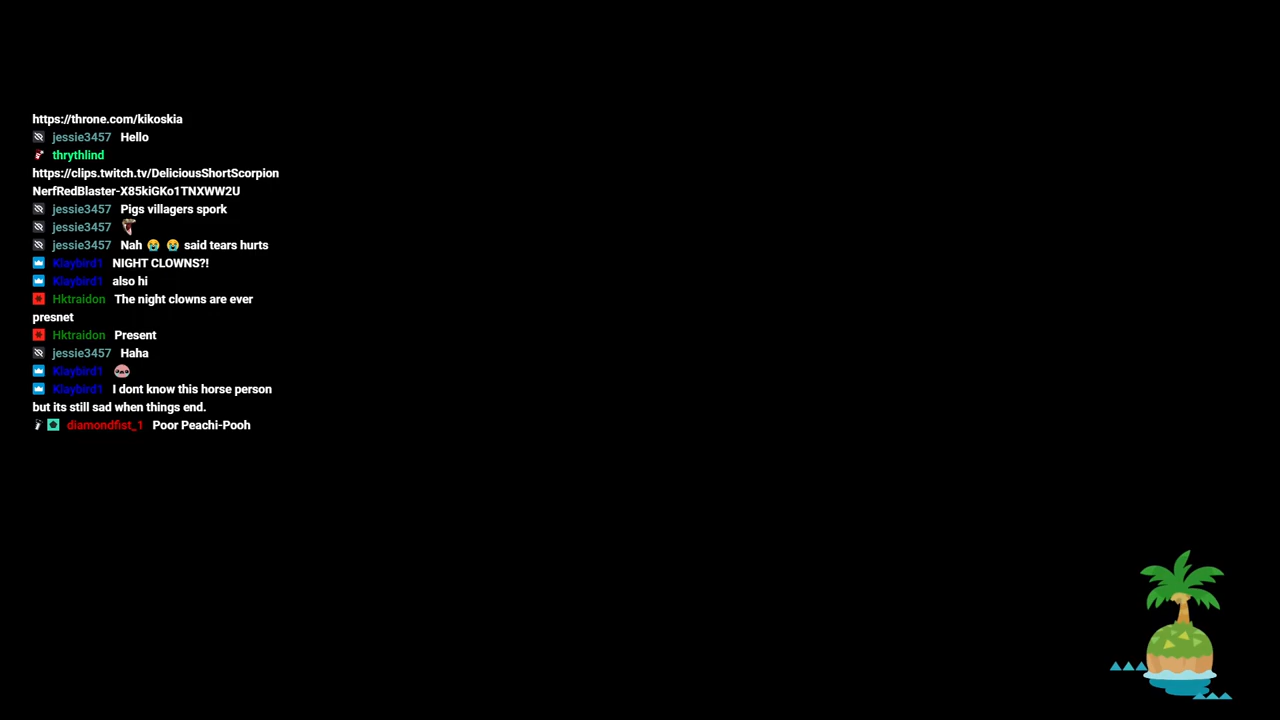 https://throne.com/kikoskia
jessie3457 Hello
thrythlind
https://clips.twitch.tv/DeliciousShortScorpion
NerfRedBlaster-X85kiGKo1TNXWW2U
jessie3457 Pigs villagers spork
jessie3457
jessie3457 Nah 😭 😭 said tears hurts
Klaybird1 NIGHT CLOWNS?!
Klaybird1 also hi
Hktraidon The night clowns are ever
presnet
Hktraidon Present
jessie3457 Haha
Klaybird1
Klaybird1 I dont know this horse person
but its still sad when things end.
diamondfist_1 Poor Peachi-Pooh